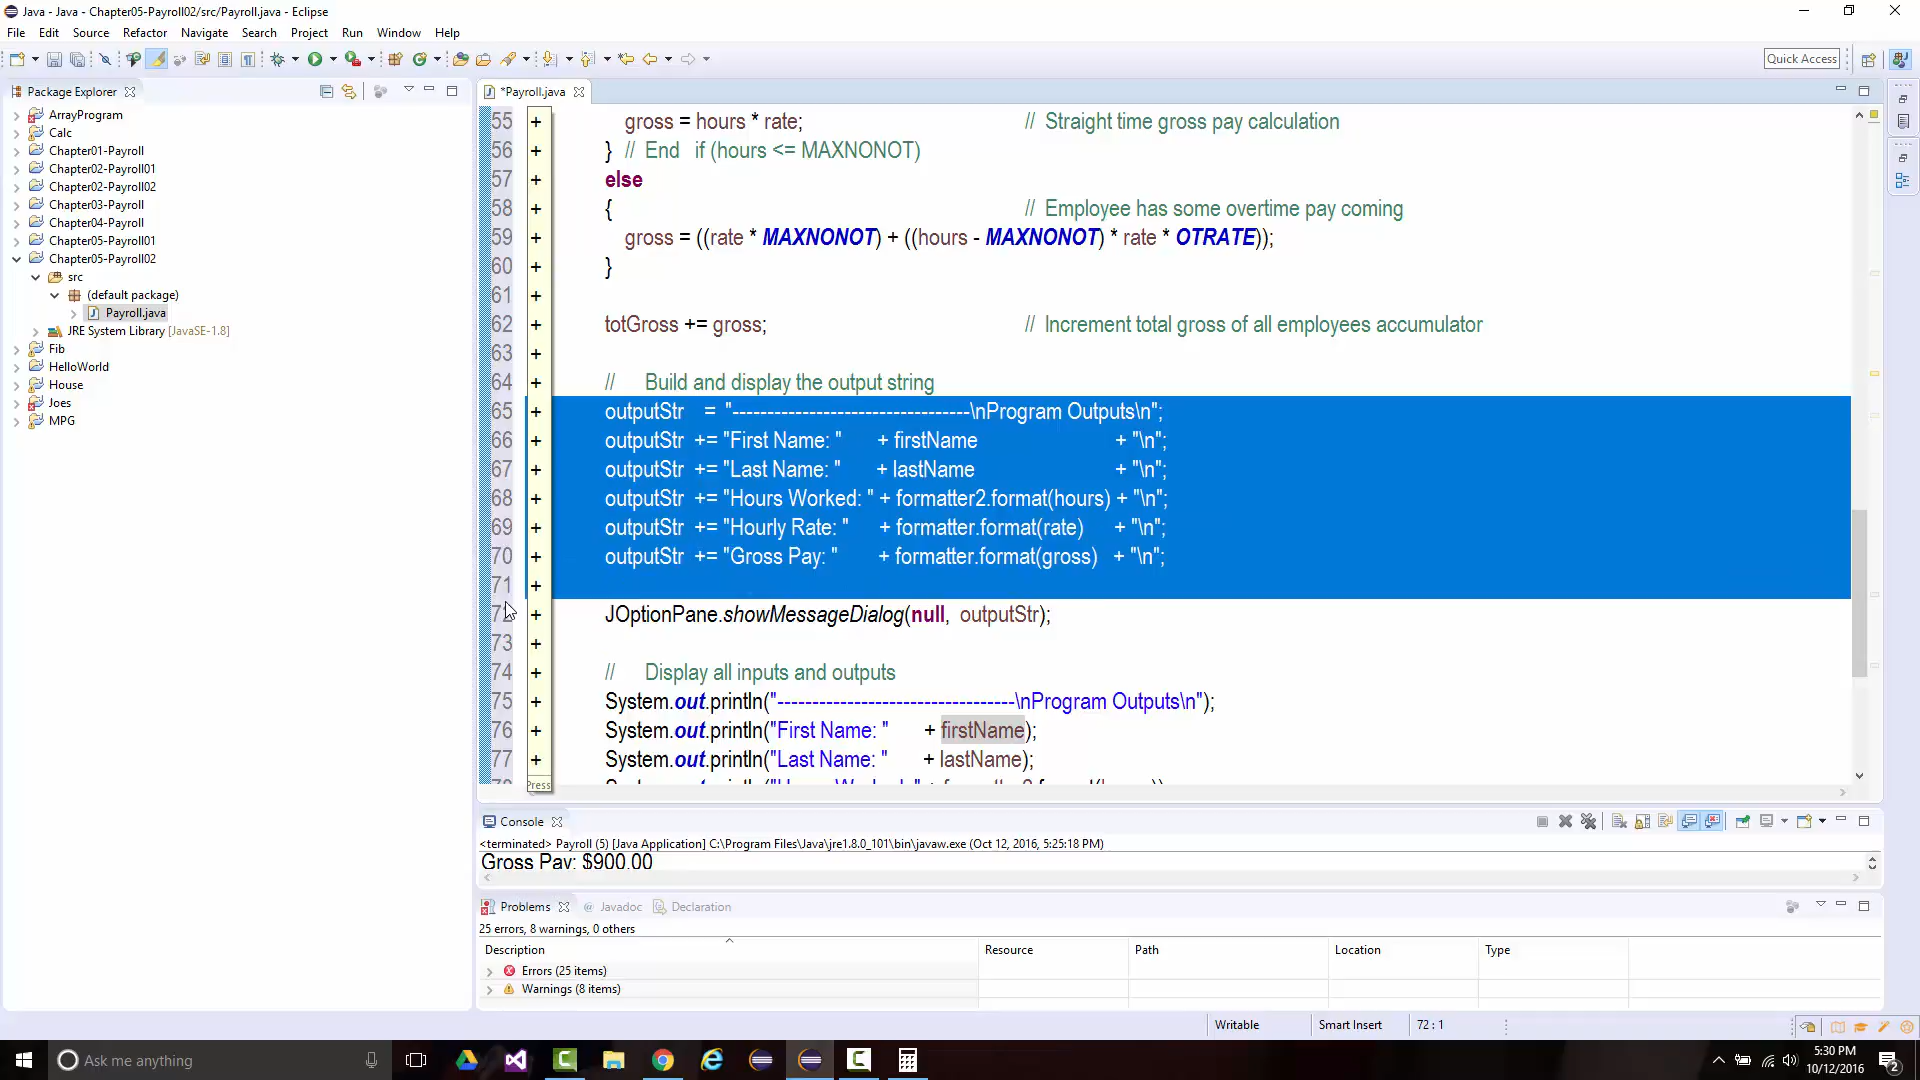 Java - Java - Chapter05-Payroll02/src/Payroll.java - Eclipse
File Edit Source Refactor Navigate Search Project Run Window Help
Quick Access
Package Explorer
ArrayProgram
Calc
Chapter01-Payroll
Chapter02-Payroll01
Chapter02-Payroll02
Chapter03-Payroll
Chapter04-Payroll
Chapter05-Payroll01
Chapter05-Payroll02
src
(default package)
Payroll.java
JRE System Library [JavaSE-1.8]
Fib
HelloWorld
House
Joes
MPG
*Payroll.java
55 + gross = hours * rate; // Straight time gross pay calculation
56 + } // End if (hours <= MAXNONOT)
57 + else
58 + { // Employee has some overtime pay coming
59 + gross = ((rate * MAXNONOT) + ((hours - MAXNONOT) * rate * OTRATE));
60 + }
61 +
62 + totGross += gross; // Increment total gross of all employees accumulator
63 +
64 + // Build and display the output string
65 + outputStr = "----------------------------------\nProgram Outputs\n";
66 + outputStr += "First Name: " + firstName + "\n";
67 + outputStr += "Last Name: " + lastName + "\n";
68 + outputStr += "Hours Worked: " + formatter2.format(hours) + "\n";
69 + outputStr += "Hourly Rate: " + formatter.format(rate) + "\n";
70 + outputStr += "Gross Pay: " + formatter.format(gross) + "\n";
71 +
72 + JOptionPane.showMessageDialog(null, outputStr);
73 +
74 + // Display all inputs and outputs
75 + System.out.println("----------------------------------\nProgram Outputs\n");
76 + System.out.println("First Name: " + firstName);
77 + System.out.println("Last Name: " + lastName);
Press
Console
<terminated> Payroll (5) [Java Application] C:\Program Files\Java\jre1.8.0_101\bin\javaw.exe (Oct 12, 2016, 5:25:18 PM)
Gross Pay: $900.00
Problems Javadoc Declaration
25 errors, 8 warnings, 0 others
Description Resource Path Location Type
Errors (25 items)
Warnings (8 items)
Writable Smart Insert 72 : 1
Ask me anything
5:30 PM
10/12/2016
2